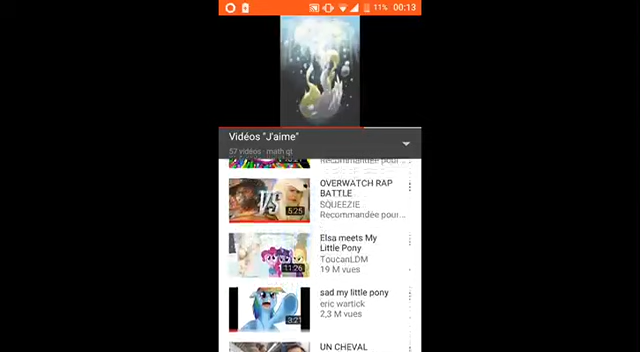 11% 00:13
Vidéos "J'aime"
57 vidéos · math gt
Recommandée pour
OVERWATCH RAP
BATTLE
SQUEEZIE
Recommandée pour...
VS
5:25
Elsa meets My
Little Pony
ToucanLDM
19 M vues
11:26
sad my little pony
eric wartick
2,3 M vues
3:21
UN CHEVAL